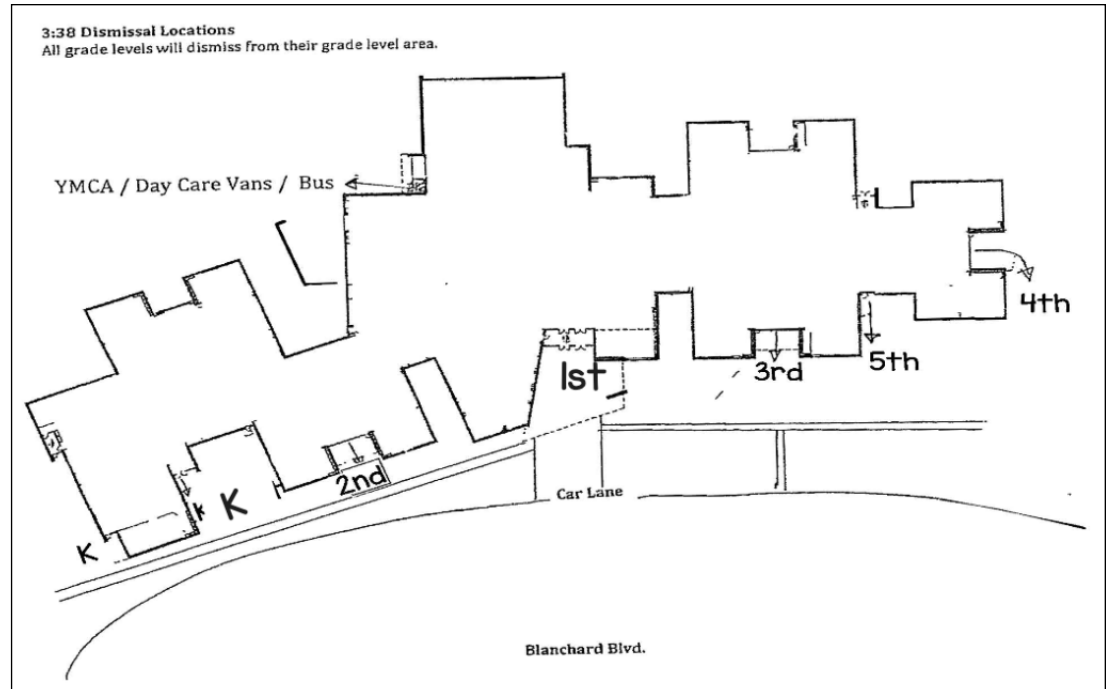 3:38 Dismissal Locations
All grade levels will dismiss from their grade level area.
YMCA / Day Care Vans / Bus
4th
5th
3rd
1st
2nd
K
K
K
Car Lane
Blanchard Blvd.